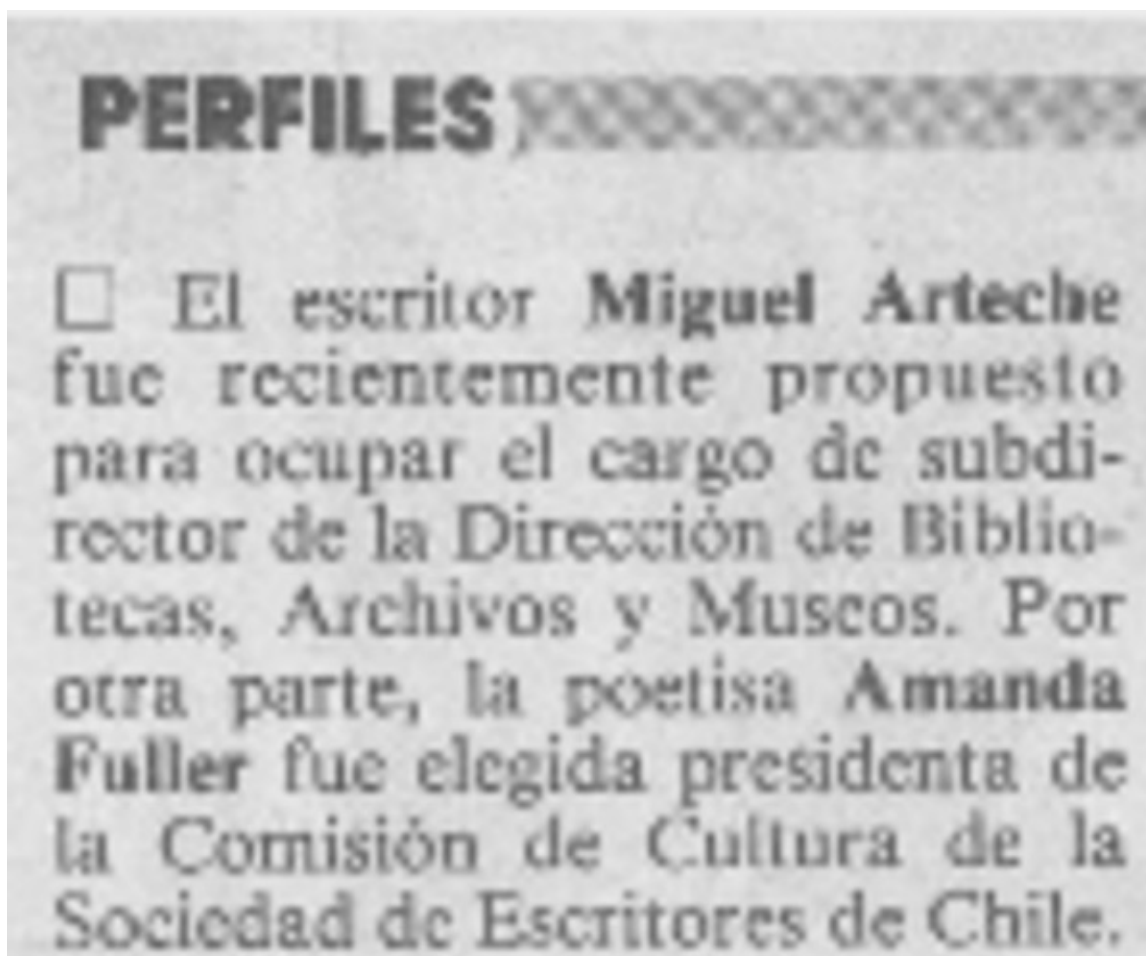 PERFILES
□ El escritor Miguel Arteche
fue recientemente propuesto
para ocupar el cargo de subdi-
rector de la Dirección de Biblio-
tecas, Archivos y Museos. Por
otra parte, la poetisa Amanda
Fuller fue elegida presidenta de
la Comisión de Cultura de la
Sociedad de Escritores de Chile.